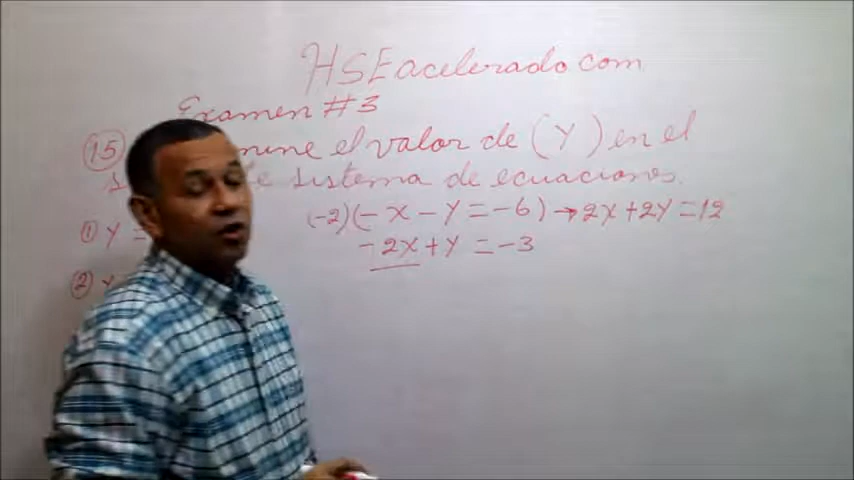 HSEacelerado.com
Examen #3
15 mine el valor de (Y) en el
sistema de ecuaciones.
① Y = (-2)(-X-Y=-6) → 2X+2Y=12
② -2X+Y=-3